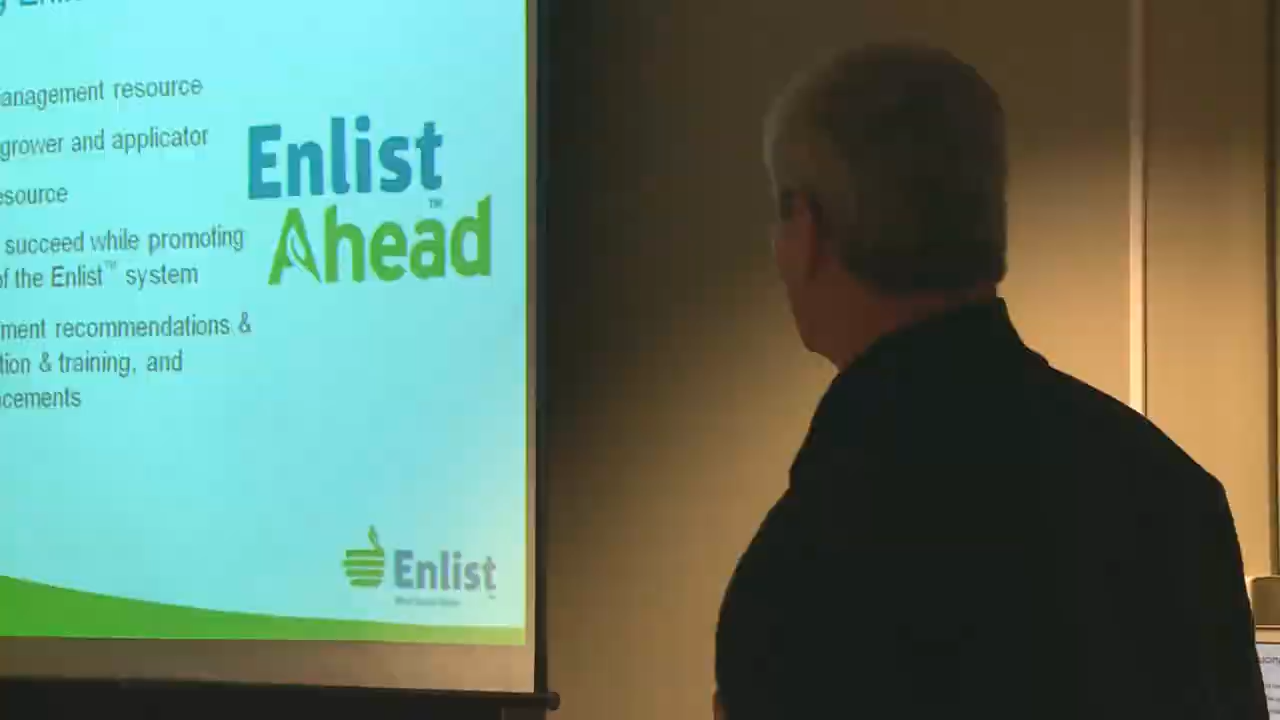 anagement resource
grower and applicator
esource
succeed while promoting
of the Enlist™ system
ment recommendations &
tion & training, and
cements
Enlist
Ahead™
Enlist